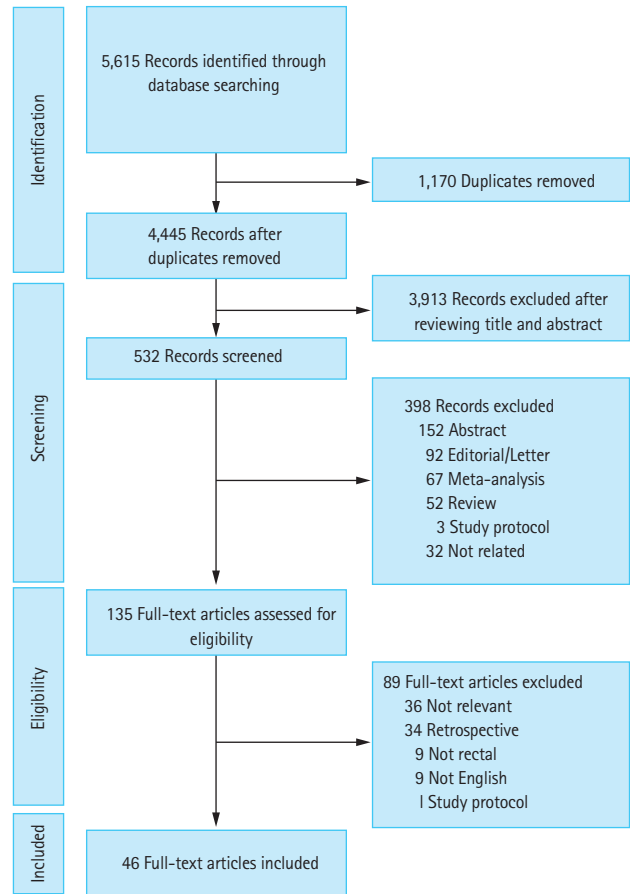 Identification
5,615 Records identified through
database searching
1,170 Duplicates removed
4,445 Records after
duplicates removed
Screening
3,913 Records excluded after
reviewing title and abstract
532 Records screened
398 Records excluded
152 Abstract
92 Editorial/Letter
67 Meta-analysis
52 Review
3 Study protocol
32 Not related
Eligibility
135 Full-text articles assessed for
eligibility
89 Full-text articles excluded
36 Not relevant
34 Retrospective
9 Not rectal
9 Not English
l Study protocol
Included
46 Full-text articles included